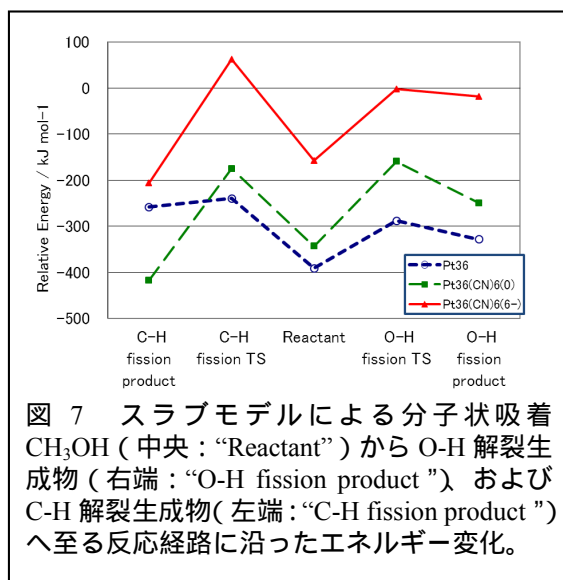 100
0
-100
-200
-300
-400
-500
Relative Energy / kJ mol-1
Pt36
Pt36(CN)6(0)
Pt36(CN)6(6-)
C-H
fission
product
C-H
fission TS
Reactant
O-H
fission TS
O-H
fission
product
図 7 スラブモデルによる分子状吸着
CH₃OH（中央：“Reactant”）から O-H 解裂生
成物（右端：“O-H fission product ”）、および
C-H 解裂生成物（左端：“C-H fission product ”）
へ至る反応経路に沿ったエネルギー変化。